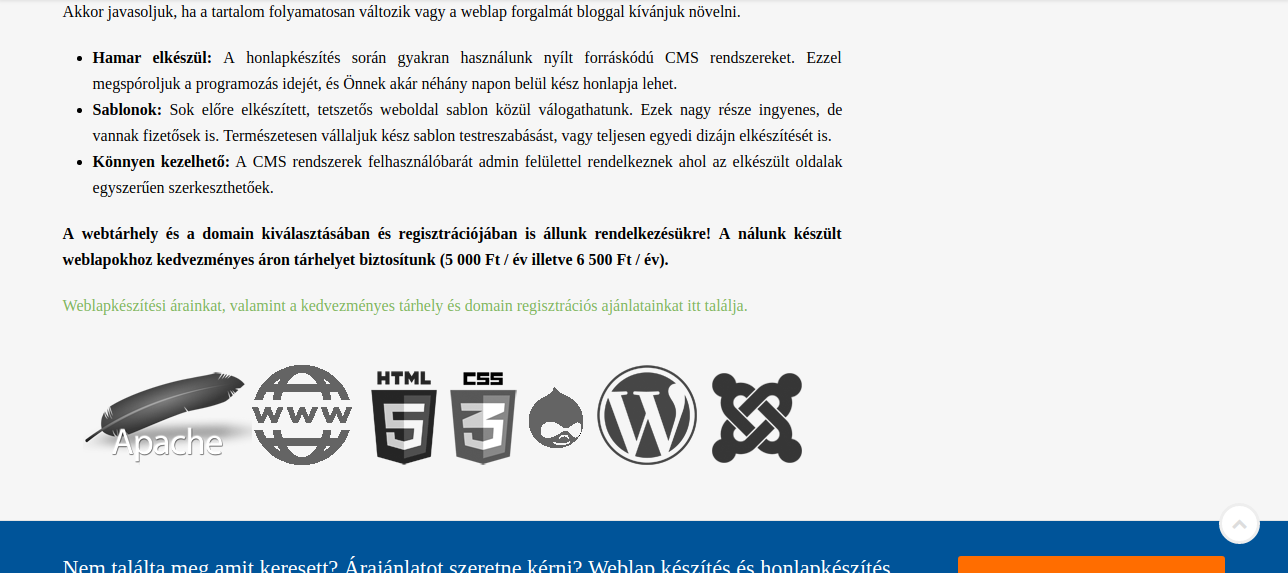 Akkor javasoljuk, ha a tartalom folyamatosan változik vagy a weblap forgalmát bloggal kívánjuk növelni.
Hamar elkészül: A honlapkészítés során gyakran használunk nyílt forráskódú CMS rendszereket. Ezzel
megspóroljuk a programozás idejét, és Önnek akár néhány napon belül kész honlapja lehet.
Sablonok: Sok előre elkészített, tetszetős weboldal sablon közül válogathatunk. Ezek nagy része ingyenes, de
vannak fizetősek is. Természetesen vállaljuk kész sablon testreszabásást, vagy teljesen egyedi dizájn elkészítését is.
Könnyen kezelhető: A CMS rendszerek felhasználóbarát admin felülettel rendelkeznek ahol az elkészült oldalak
egyszerűen szerkeszthetőek.
A webtárhely és a domain kiválasztásában és regisztrációjában is állunk rendelkezésükre! A nálunk készült
weblapokhoz kedvezményes áron tárhelyet biztosítunk (5 000 Ft / év illetve 6 500 Ft / év).
Weblapkészítési árainkat, valamint a kedvezményes tárhely és domain regisztrációs ajánlatainkat itt találja.
HTML CSS
Apache www 5 3 W
Nem találta meg amit keresett? Árajánlatot szeretne kérni? Weblap készítés és honlapkészítés